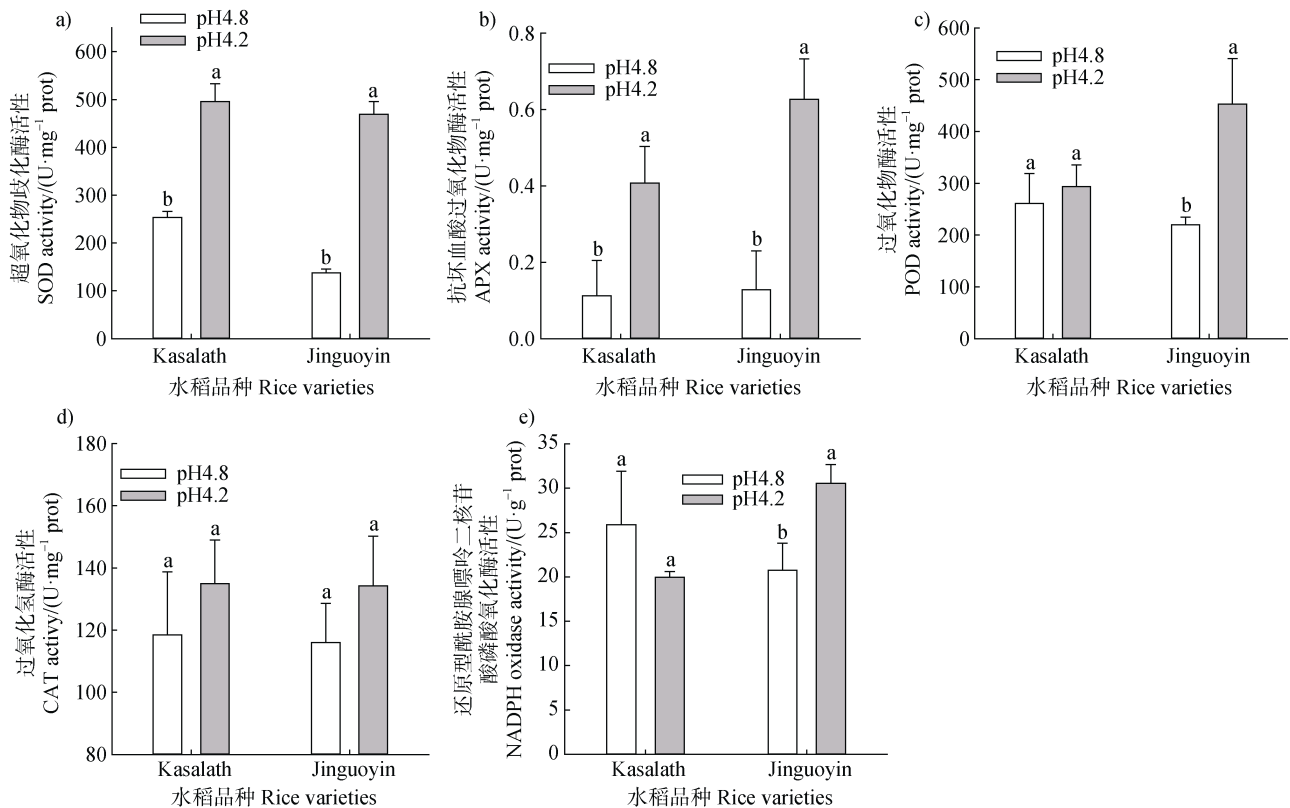 a)
pH4.8
pH4.2
超氧化物歧化酶活性
SOD activity/(U·mg⁻¹ prot)
600
500
400
300
200
100
0
b
a
b
a
Kasalath
Jinguoyin
水稻品种 Rice varieties
b)
pH4.8
pH4.2
抗坏血酸过氧化物酶活性
APX activity/(U·mg⁻¹ prot)
0.8
0.6
0.4
0.2
0.0
b
a
b
a
Kasalath
Jinguoyin
水稻品种 Rice varieties
c)
pH4.8
pH4.2
过氧化物酶活性
POD activity/(U·mg⁻¹ prot)
600
500
400
300
200
100
0
a
a
b
a
Kasalath
Jinguoyin
水稻品种 Rice varieties
d)
pH4.8
pH4.2
过氧化氢酶活性
CAT activy/(U·mg⁻¹ prot)
180
160
140
120
100
80
a
a
a
a
Kasalath
Jinguoyin
水稻品种 Rice varieties
e)
pH4.8
pH4.2
还原型酰胺腺嘌呤二核苷
酸磷酸氧化酶活性
NADPH oxidase activity/(U·g⁻¹ prot)
35
30
25
20
15
10
5
0
a
a
b
a
Kasalath
Jinguoyin
水稻品种 Rice varieties